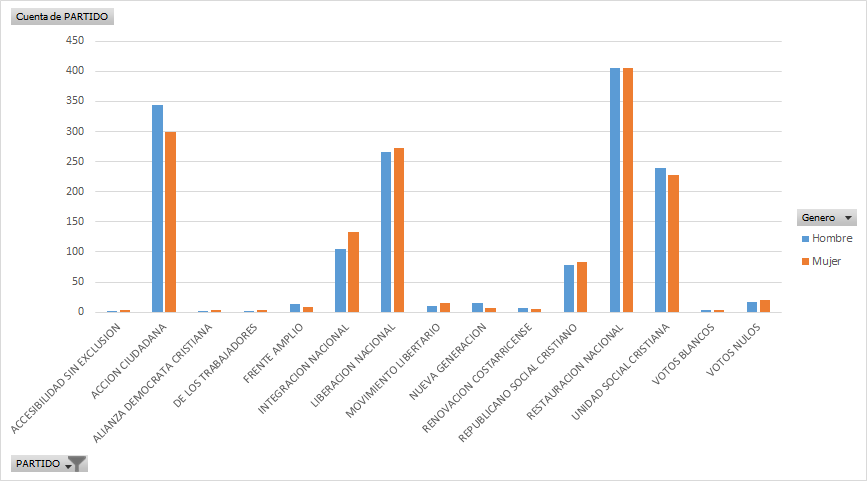 Cuenta de PARTIDO
450
400
350
300
250
200
150
100
50
0
ACCESIBILIDAD SIN EXCLUSION
ACCION CIUDADANA
ALIANZA DEMOCRATA CRISTIANA
DE LOS TRABAJADORES
FRENTE AMPLIO
INTEGRACION NACIONAL
LIBERACION NACIONAL
MOVIMIENTO LIBERTARIO
NUEVA GENERACION
RENOVACION COSTARRICENSE
REPUBLICANO SOCIAL CRISTIANO
RESTAURACION NACIONAL
UNIDAD SOCIAL CRISTIANA
VOTOS BLANCOS
VOTOS NULOS
Genero
Hombre
Mujer
PARTIDO